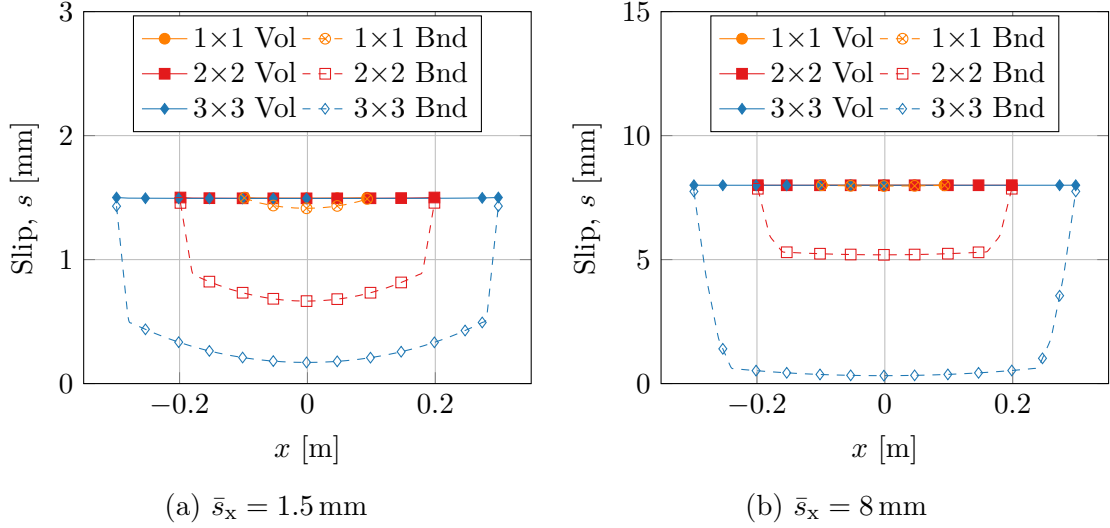 3
2
1
0
Slip, s [mm]
1×1 Vol 1×1 Bnd
2×2 Vol 2×2 Bnd
3×3 Vol 3×3 Bnd
−0.2 0 0.2
x [m]
(a) s̄ₓ = 1.5 mm
15
10
5
0
Slip, s [mm]
1×1 Vol 1×1 Bnd
2×2 Vol 2×2 Bnd
3×3 Vol 3×3 Bnd
−0.2 0 0.2
x [m]
(b) s̄ₓ = 8 mm